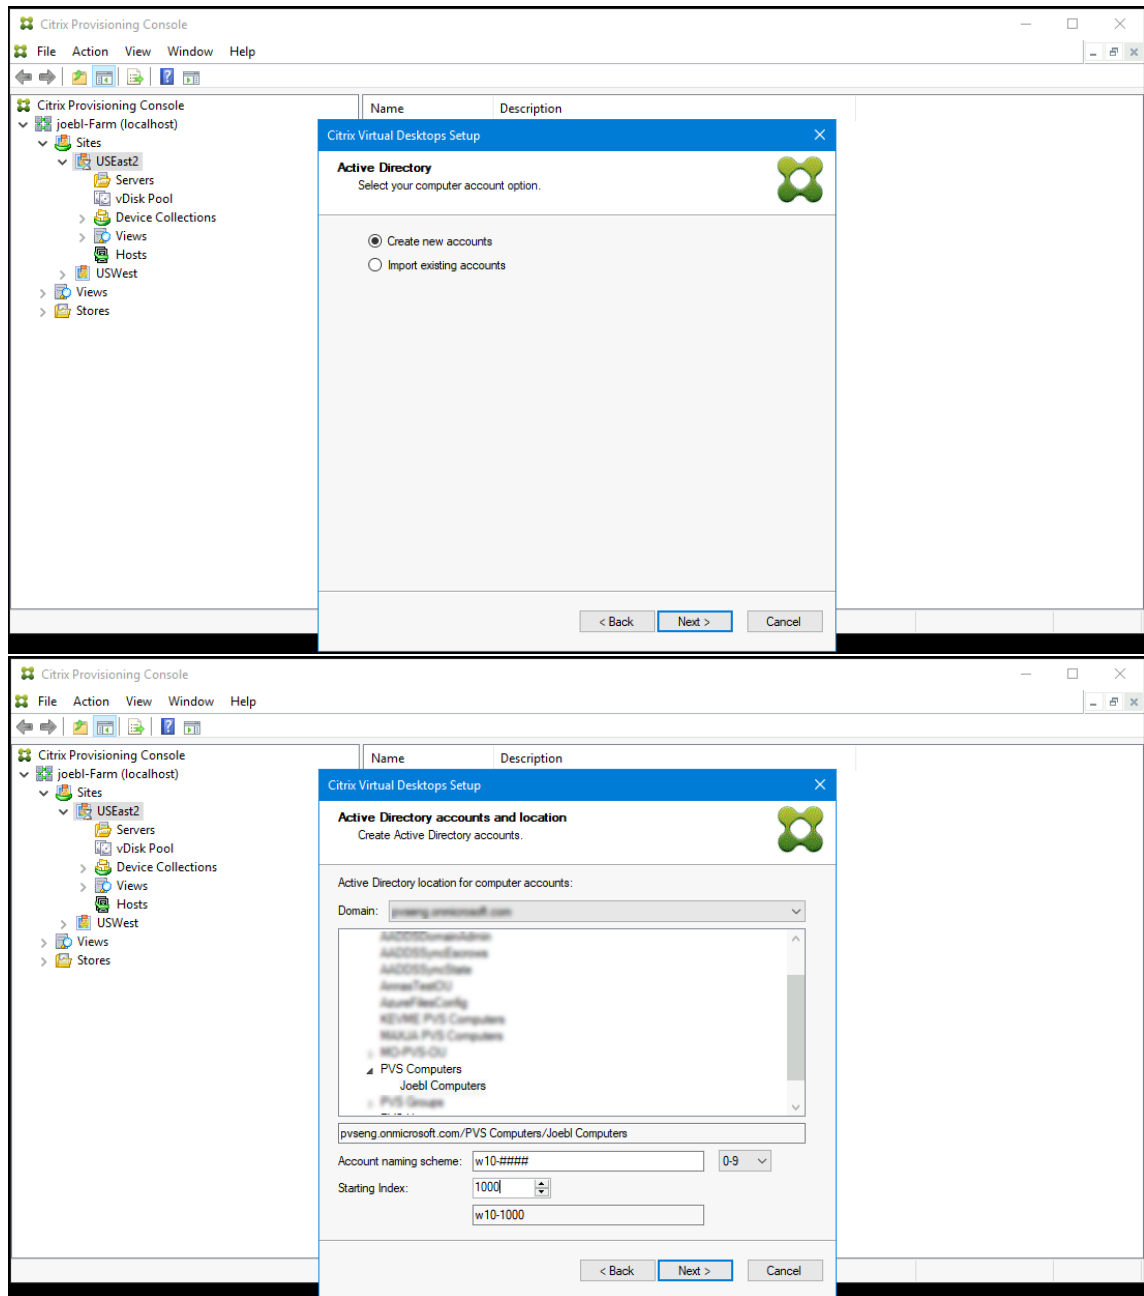 Citrix Provisioning Console
File Action View Window Help
Citrix Provisioning Console
joebl-Farm (localhost)
Sites
USEast2
Servers
vDisk Pool
Device Collections
Views
Hosts
USWest
Views
Stores
Name Description
Citrix Virtual Desktops Setup
Active Directory
Select your computer account option.
Create new accounts
Import existing accounts
< Back Next > Cancel
Citrix Provisioning Console
File Action View Window Help
Citrix Provisioning Console
joebl-Farm (localhost)
Sites
USEast2
Servers
vDisk Pool
Device Collections
Views
Hosts
USWest
Views
Stores
Name Description
Citrix Virtual Desktops Setup
Active Directory accounts and location
Create Active Directory accounts.
Active Directory location for computer accounts:
Domain:
PVS Computers
Joebl Computers
pvseng.onmicrosoft.com/PVS Computers/Joebl Computers
Account naming scheme: w10-#### 0-9
Starting Index: 1000
w10-1000
< Back Next > Cancel